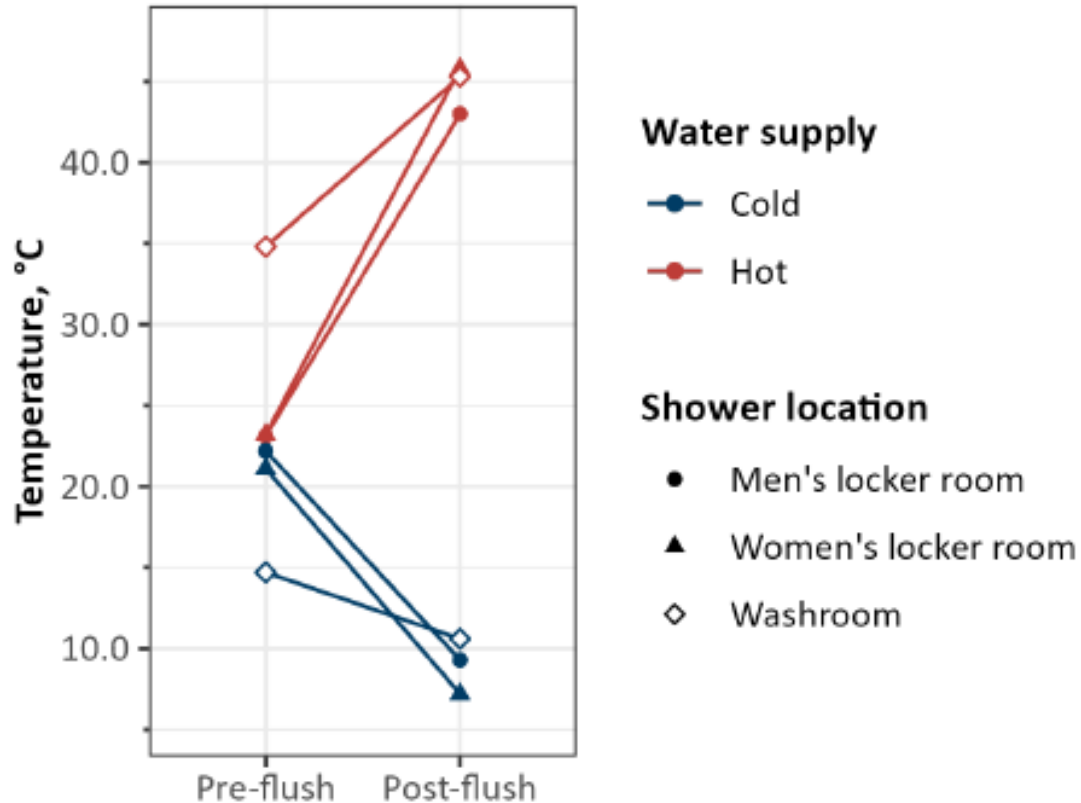 Temperature, °C
40.0
30.0
20.0
10.0
Pre-flush Post-flush
Water supply
Cold
Hot
Shower location
Men's locker room
Women's locker room
Washroom